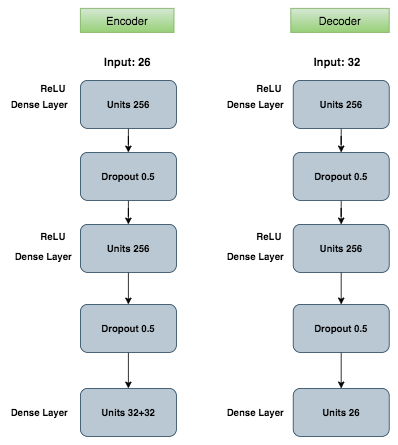 Encoder
Input: 26
ReLU
Dense Layer
Units 256
Dropout 0.5
ReLU
Dense Layer
Units 256
Dropout 0.5
Dense Layer
Units 32+32
Decoder
Input: 32
ReLU
Dense Layer
Units 256
Dropout 0.5
ReLU
Dense Layer
Units 256
Dropout 0.5
Dense Layer
Units 26